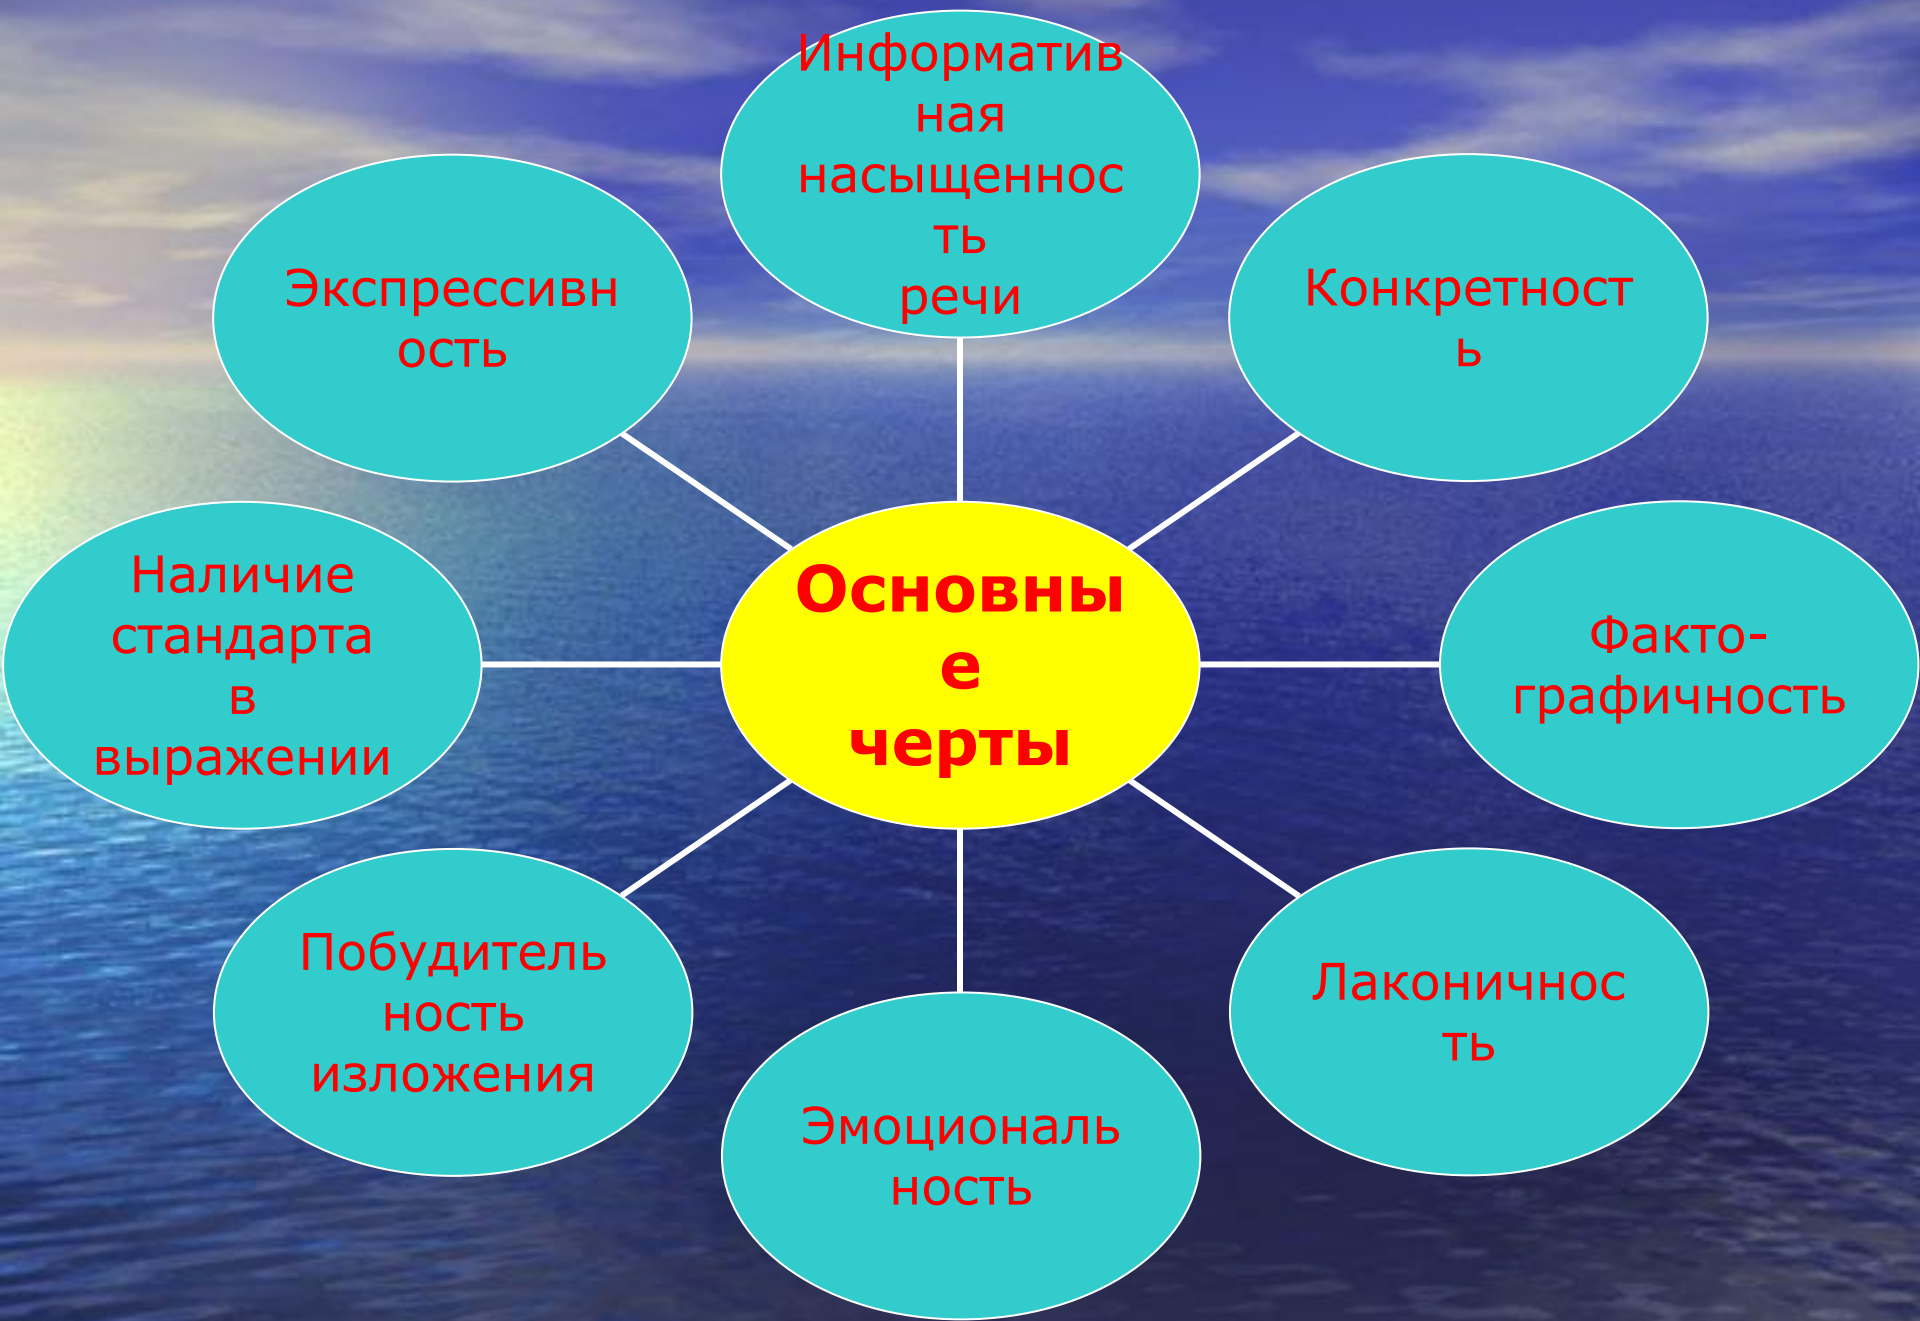 Информатив
ная
насыщеннос
ть
речи
Конкретност
ь
Факто-
графичность
Лаконичнос
ть
Эмоциональ
ность
Побудитель
ность
изложения
Наличие
стандарта
в
выражении
Экспрессивн
ость
Основны
е
черты